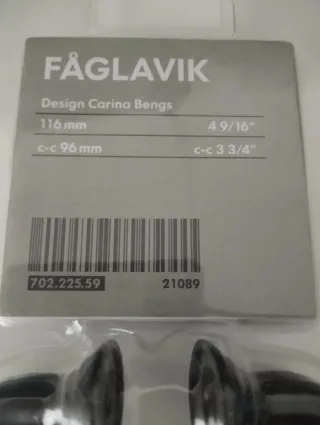 FÅGLAVIK
Design Carina Bengs
116 mm 4 9/16"
c-c 96 mm c-c 3 3/4"
702.225.59 21089